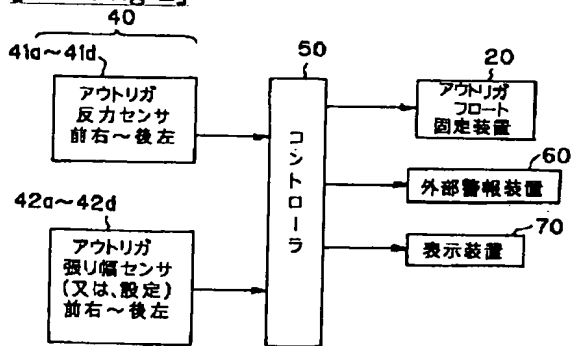 40
41a~41d
アウトリガ
反力センサ
前右~後左
42a~42d
アウトリガ
張り幅センサ
(又は、設定)
前右~後左
50
コントローラ
20
アウトリガ
フロート
固定装置
60
外部警報装置
70
表示装置